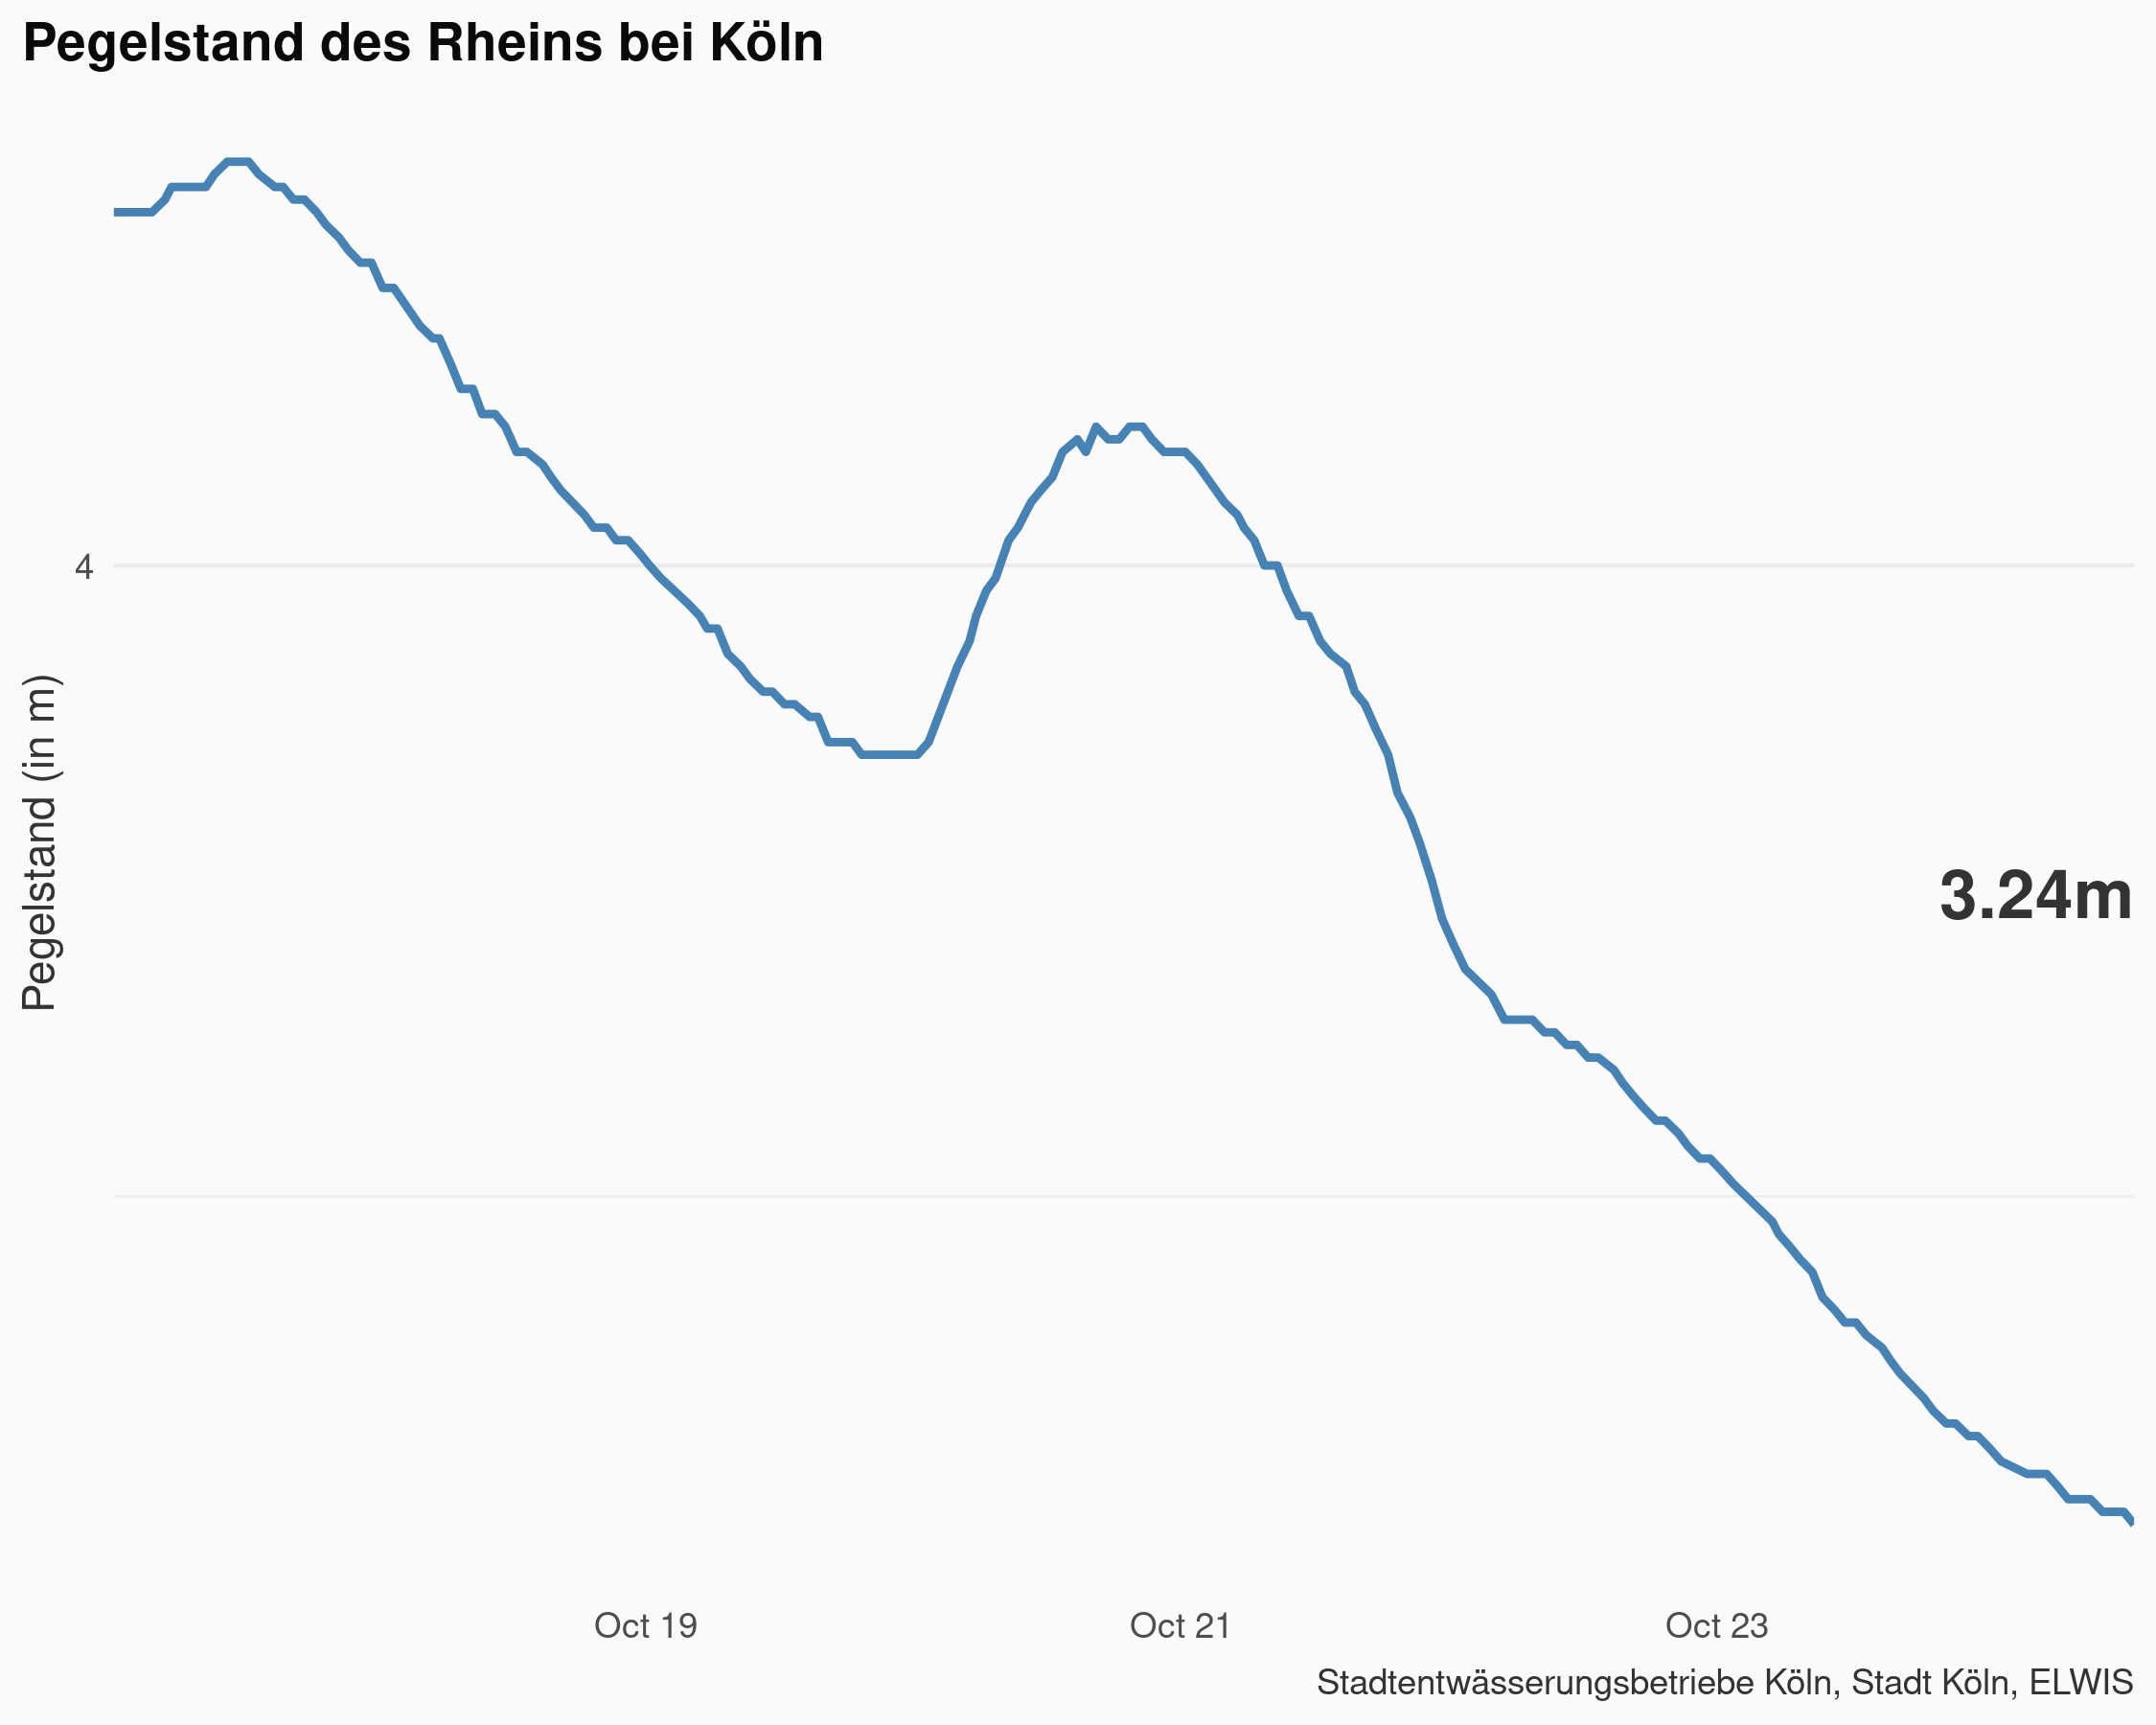 Pegelstand des Rheins bei Köln
4
Pegelstand (in m)
3.24m
Oct 19
Oct 21
Oct 23
Stadtentwässerungsbetriebe Köln, Stadt Köln, ELWIS